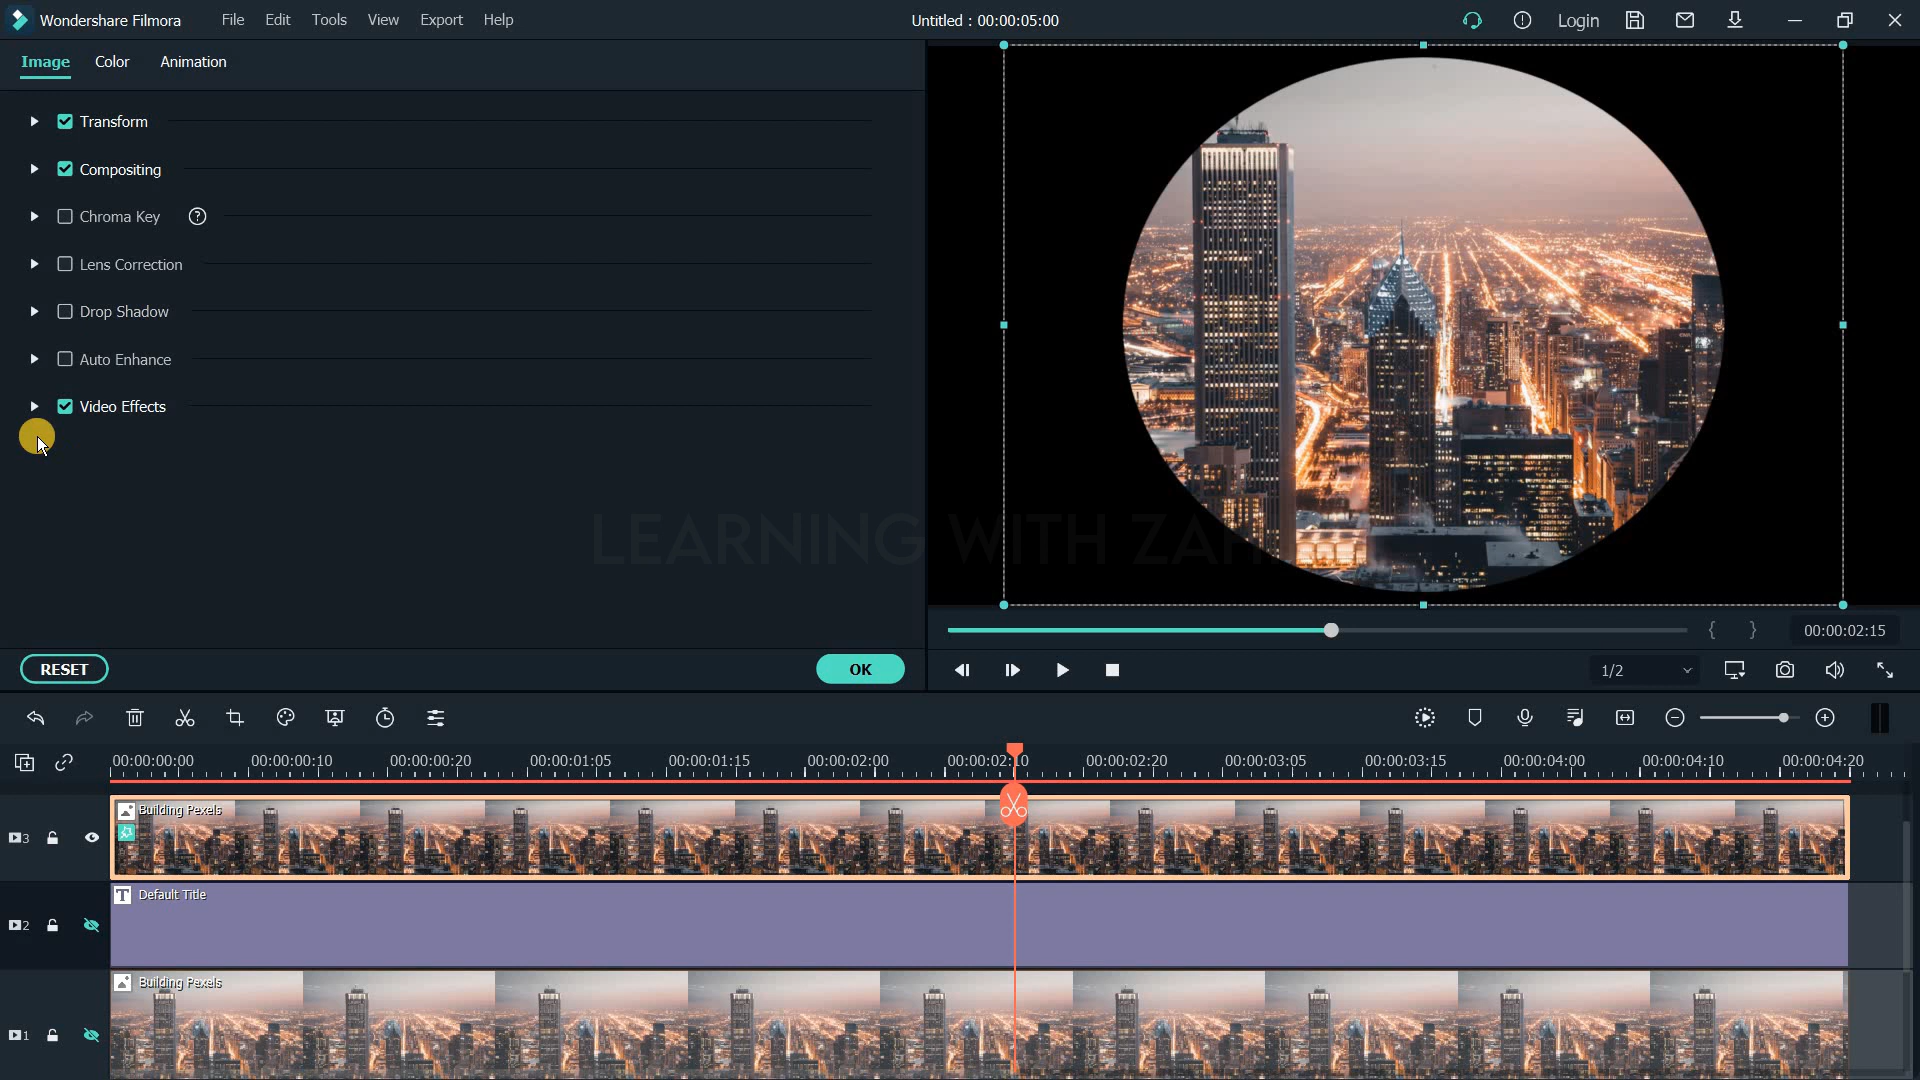 Wondershare Filmora
File Edit Tools View Export Help
Untitled : 00:00:05:00
Login
Image Color Animation
Transform
Compositing
Chroma Key
Lens Correction
Drop Shadow
Auto Enhance
Video Effects
LEARNING WITH
RESET
OK
00:00:02:15
1/2
00:00:00:00 00:00:00:10 00:00:00:20 00:00:01:05 00:00:01:15 00:00:02:00 00:00:02:10 00:00:02:20 00:00:03:05 00:00:03:15 00:00:04:00 00:00:04:10 00:00:04:20
Building Pexels
3
Default Title
2
Building Pexels
1